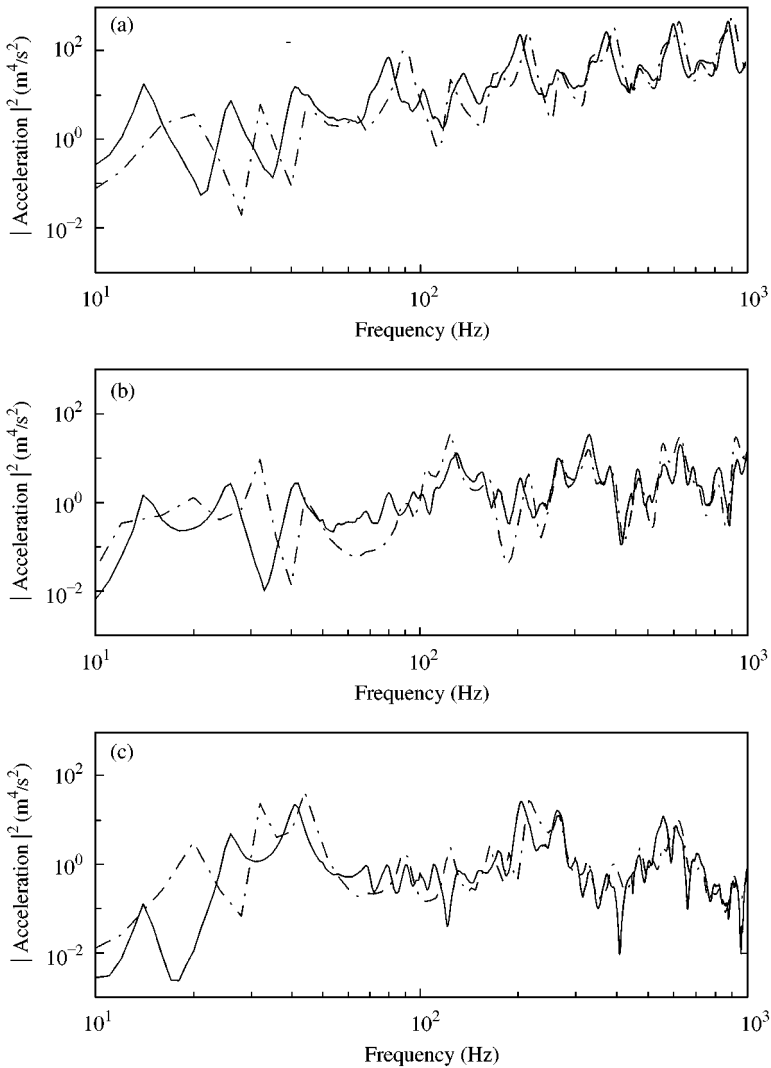 (a)
10²
10⁰
10⁻²
| Acceleration |² (m⁴/s²)
10¹
10²
10³
Frequency (Hz)
(b)
10²
10⁰
10⁻²
| Acceleration |² (m⁴/s²)
10¹
10²
10³
Frequency (Hz)
(c)
10²
10⁰
10⁻²
| Acceleration |² (m⁴/s²)
10¹
10²
10³
Frequency (Hz)